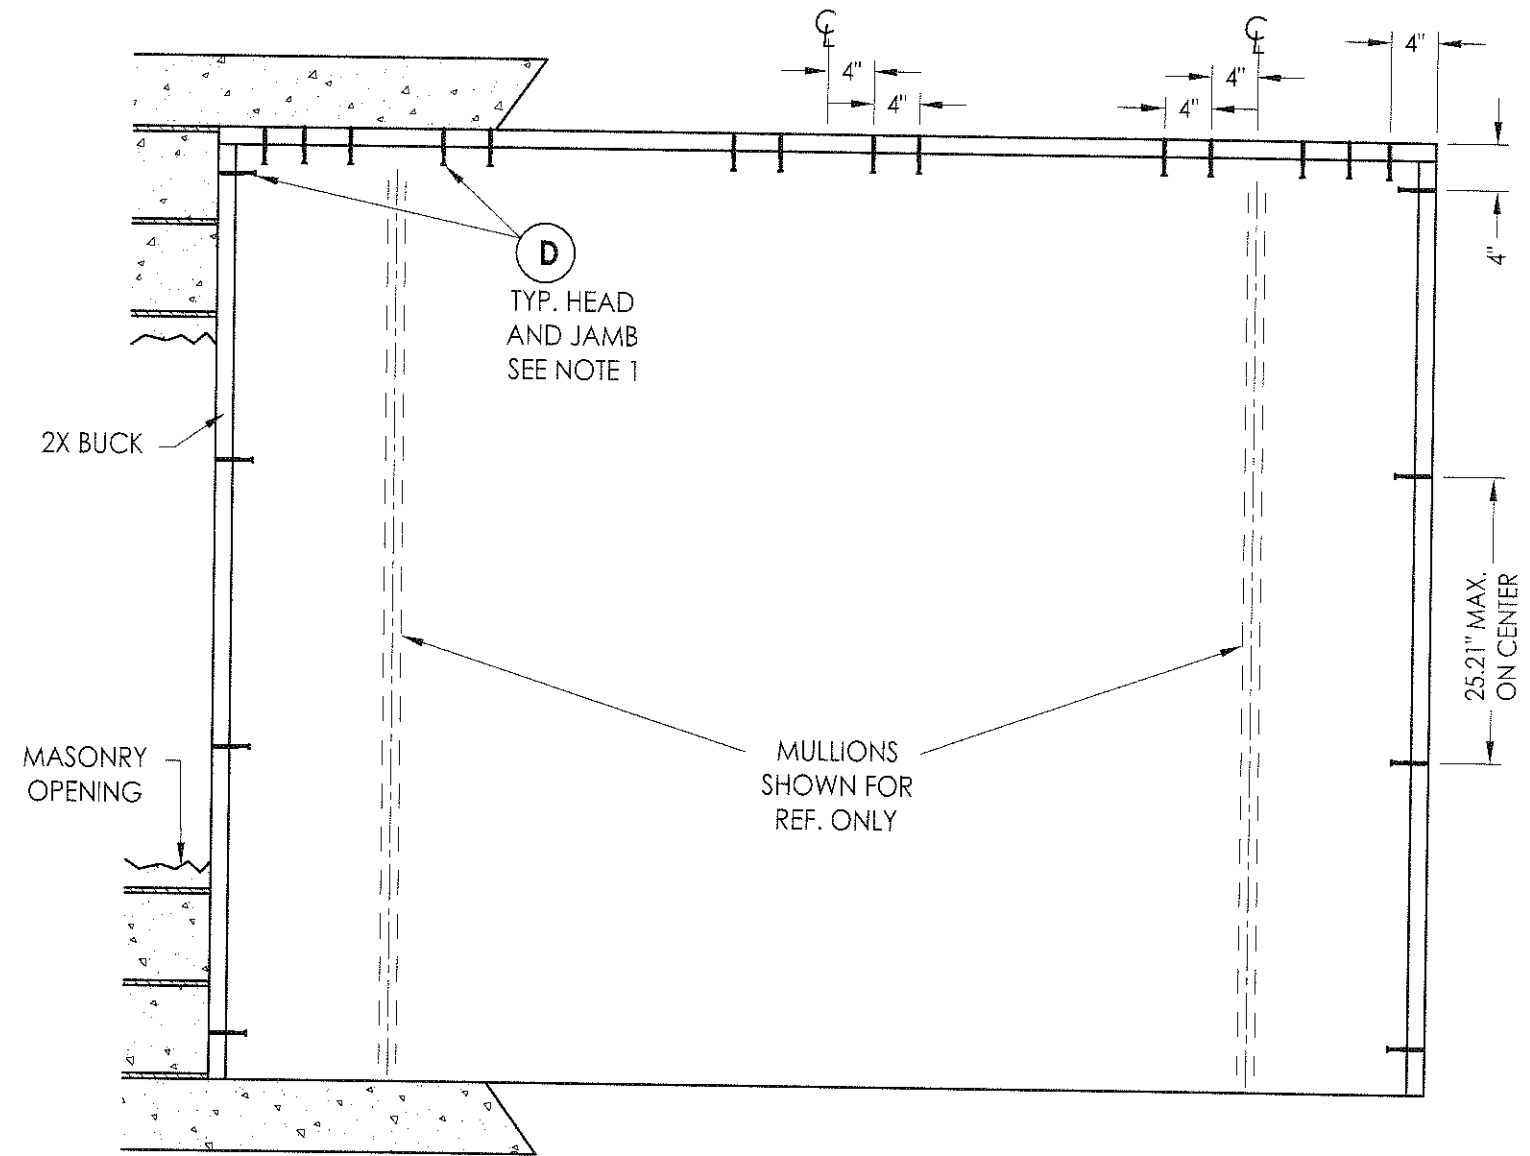 ℄
℄
4"
4"
4"
4"
4"
4"
D
TYP. HEAD
AND JAMB
SEE NOTE 1
2X BUCK
25.21" MAX.
ON CENTER
MASONRY
OPENING
MULLIONS
SHOWN FOR
REF. ONLY